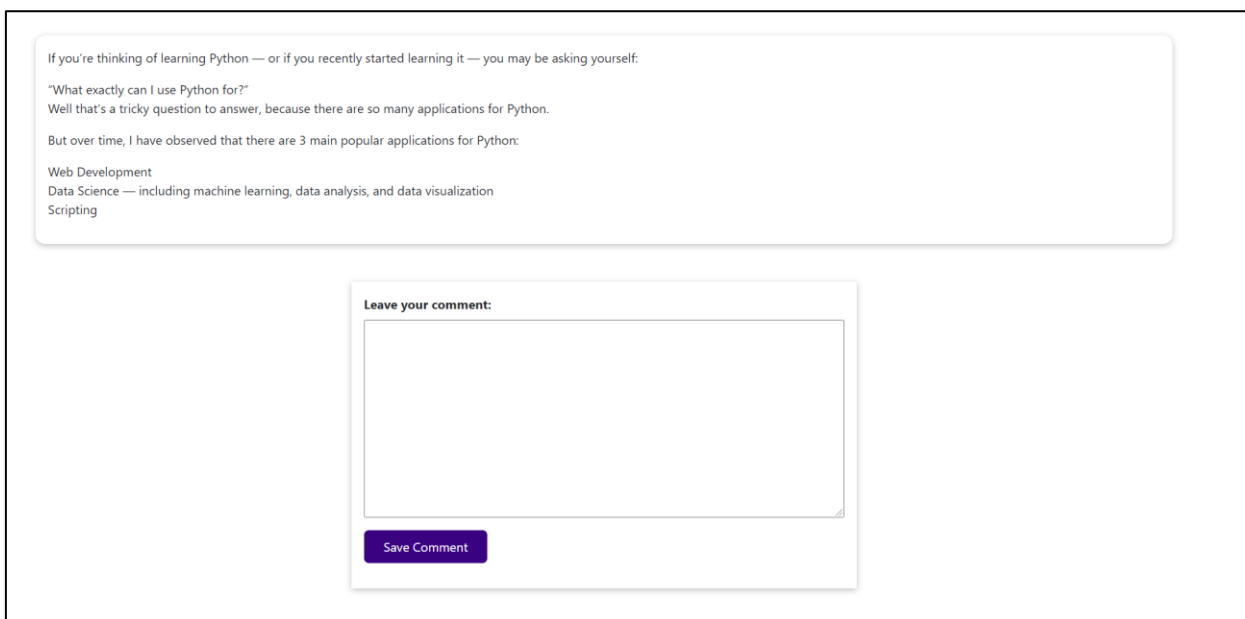 If you're thinking of learning Python — or if you recently started learning it — you may be asking yourself:
“What exactly can I use Python for?”
Well that's a tricky question to answer, because there are so many applications for Python.
But over time, I have observed that there are 3 main popular applications for Python:
Web Development
Data Science — including machine learning, data analysis, and data visualization
Scripting
Leave your comment:
Save Comment